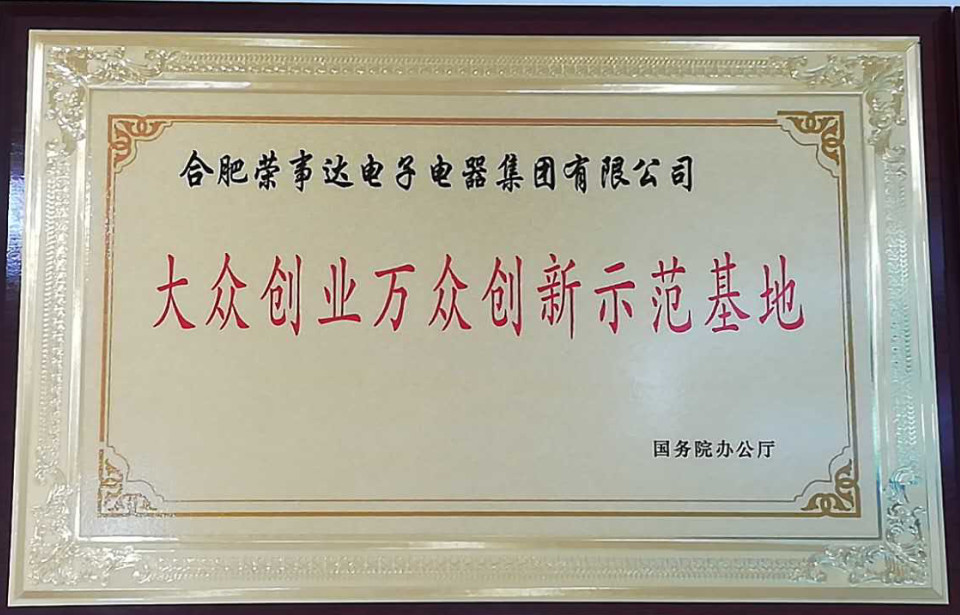 合肥荣事达电子电器集团有限公司
大众创业万众创新示范基地
国务院办公厅